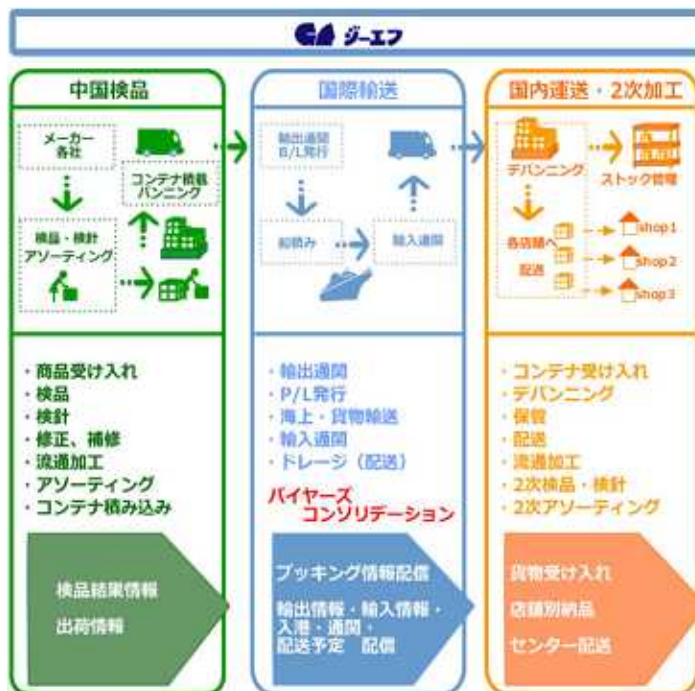 ジーエフ
中国検品
メーカー
各社
コンテナ積載
バンニング
検品・検針
アソーティング
・商品受け入れ
・検品
・検針
・修正、補修
・流通加工
・アソーティング
・コンテナ積み込み
検品結果情報
出荷情報
国際輸送
輸出通関
B/L発行
船積み
輸入通関
・輸出通関
・P/L発行
・海上・貨物輸送
・輸入通関
・ドレージ（配送）
バイヤーズ
コンソリデーション
ブッキング情報配信
輸出情報・輸入情報・
入港・通関・
配送予定 配信
国内運送・2次加工
デバンニング
ストック管理
各店舗へ
配送
shop1
shop2
shop3
・コンテナ受け入れ
・デバンニング
・保管
・配送
・流通加工
・2次検品・検針
・2次アソーティング
貨物受け入れ
店舗別納品
センター配送